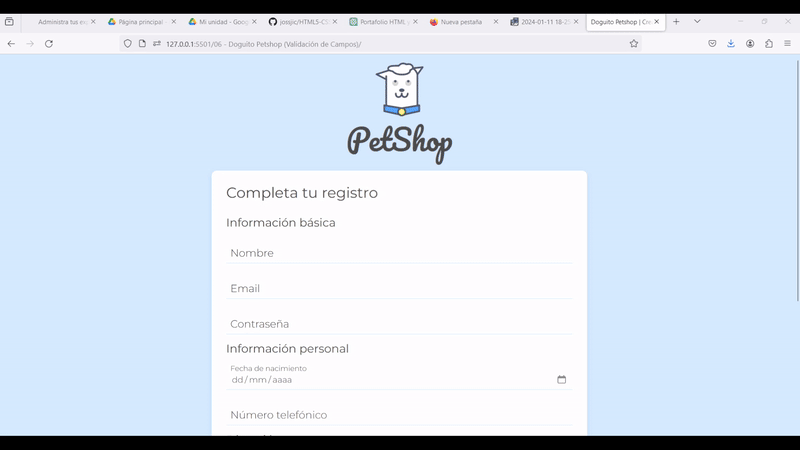 Administra tus ex
Página principal
Mi unidad - Goog
jospjc/HTML5-CS
Portafolio HTML y
Nueva pestaña
2024-01-11 18-2
Doguito Petshop | Cre
127.0.0.1:5501/06 - Doguito Petshop (Validación de Campos)/
PetShop
Completa tu registro
Información básica
Nombre
Email
Contraseña
Información personal
Fecha de nacimiento
dd/mm/aaaa
Número telefónico